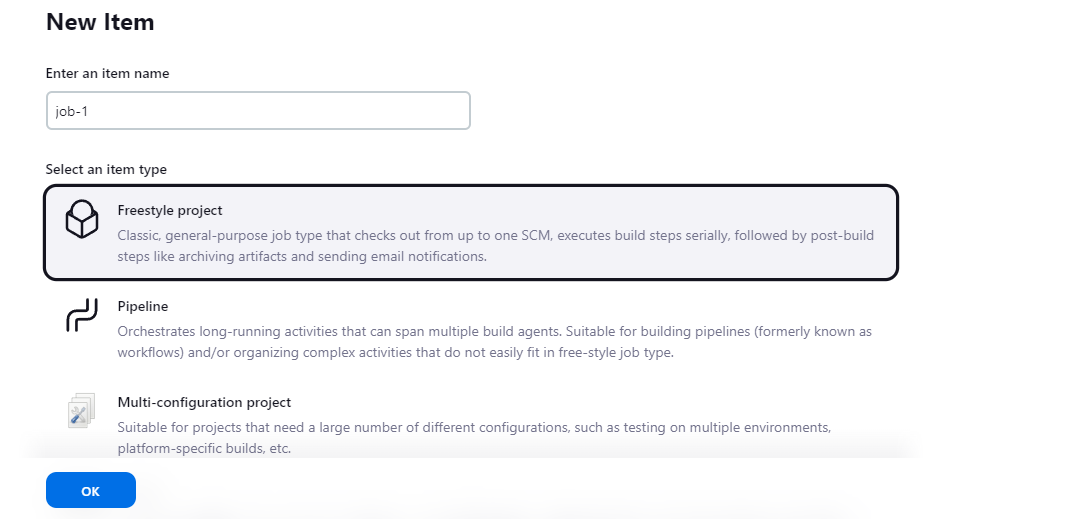 New Item
Enter an item name
job-1
Select an item type
Freestyle project
Classic, general-purpose job type that checks out from up to one SCM, executes build steps serially, followed by post-build
steps like archiving artifacts and sending email notifications.
Pipeline
Orchestrates long-running activities that can span multiple build agents. Suitable for building pipelines (formerly known as
workflows) and/or organizing complex activities that do not easily fit in free-style job type.
Multi-configuration project
Suitable for projects that need a large number of different configurations, such as testing on multiple environments,
platform-specific builds, etc.
OK